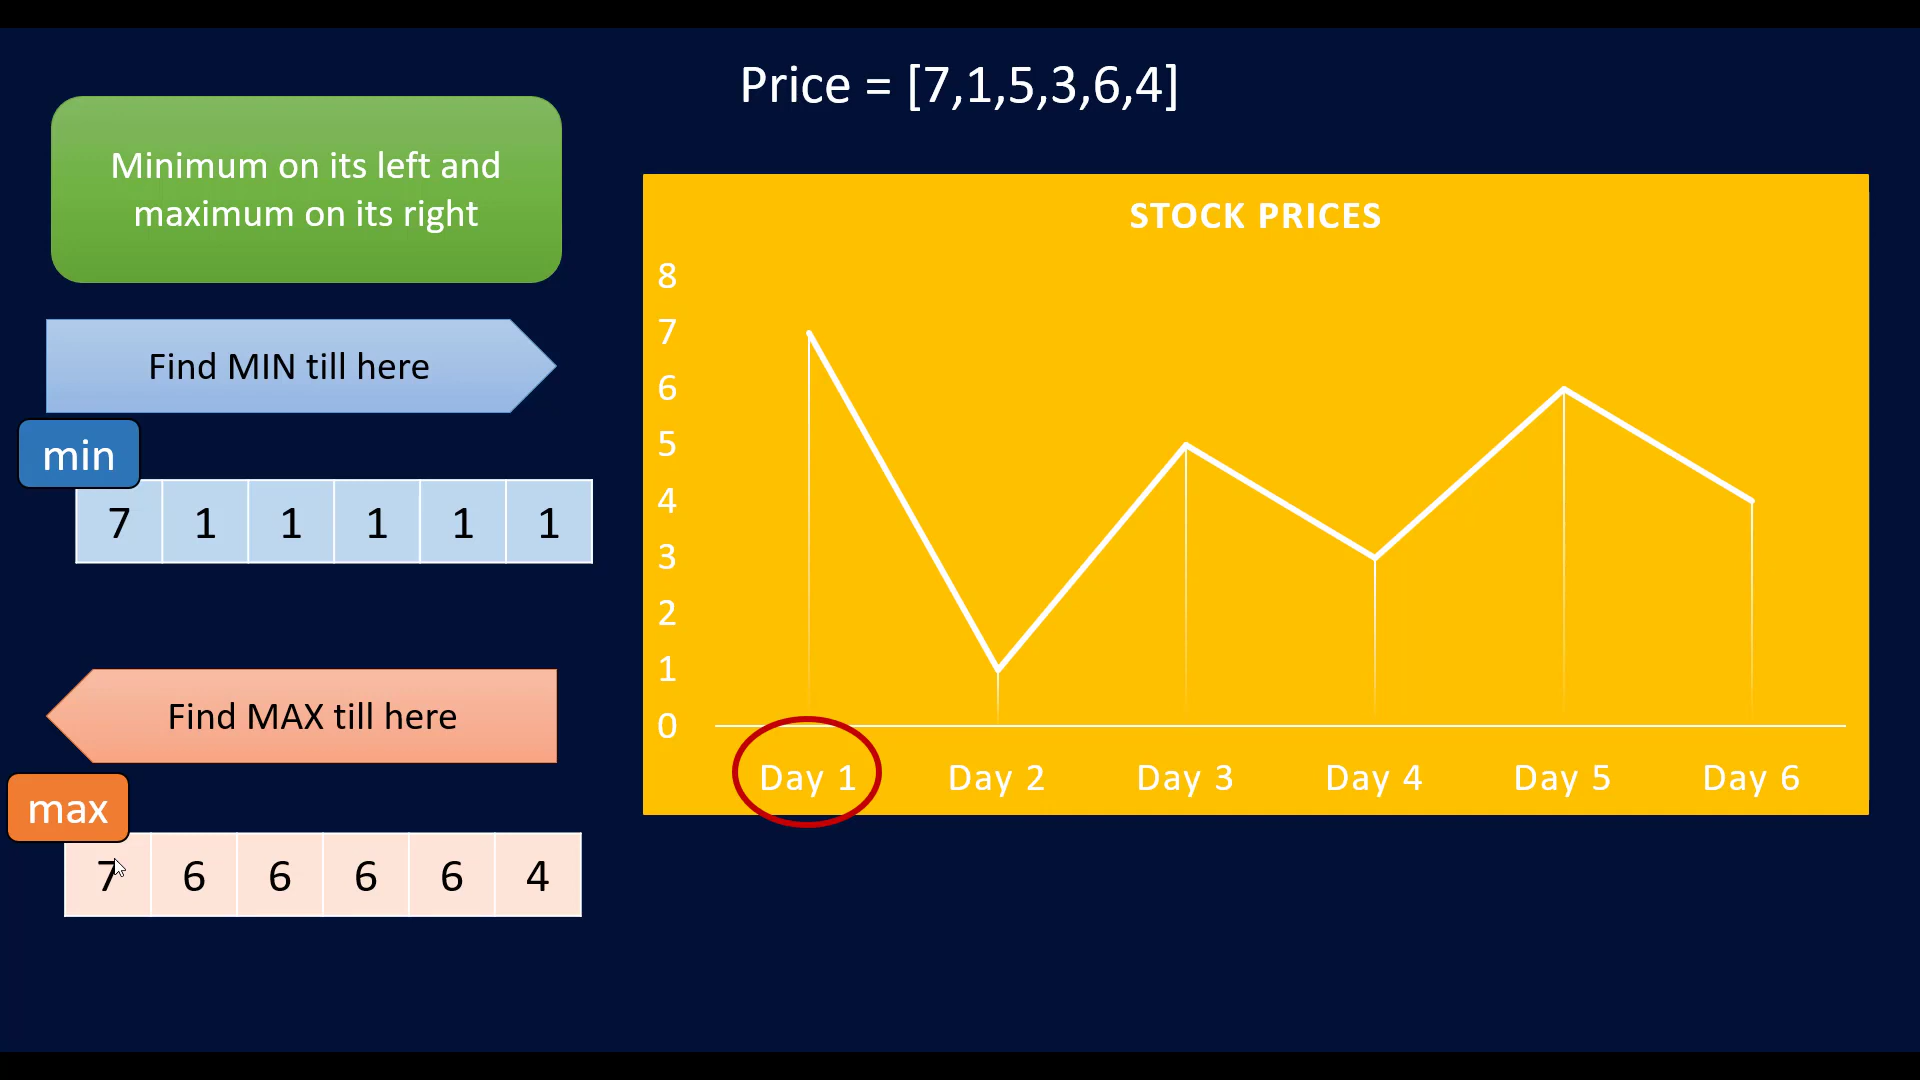 Price = [7,1,5,3,6,4]
Minimum on its left and
maximum on its right
Find MIN till here
min
7 1 1 1 1 1
Find MAX till here
max
7 6 6 6 6 4
STOCK PRICES
8
7
6
5
4
3
2
1
0
Day 1 Day 2 Day 3 Day 4 Day 5 Day 6